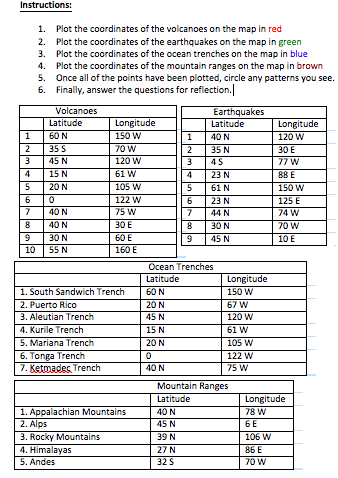 Instructions:
1. Plot the coordinates of the volcanoes on the map in red
2. Plot the coordinates of the earthquakes on the map in green
3. Plot the coordinates of the ocean trenches on the map in blue
4. Plot the coordinates of the mountain ranges on the map in brown
5. Once all of the points have been plotted, circle any patterns you see.
6. Finally, answer the questions for reflection.
Volcanoes
Latitude Longitude
1 60 N 150 W
2 35 S 70 W
3 45 N 120 W
4 15 N 61 W
5 20 N 105 W
6 0 122 W
7 40 N 75 W
8 40 N 30 E
9 30 N 60 E
10 55 N 160 E
Earthquakes
Latitude Longitude
1 40 N 120 W
2 35 N 30 E
3 4 S 77 W
4 23 N 88 E
5 61 N 150 W
6 23 N 125 E
7 44 N 74 W
8 30 N 70 W
9 45 N 10 E
Ocean Trenches
Latitude Longitude
1. South Sandwich Trench 60 N 150 W
2. Puerto Rico 20 N 67 W
3. Aleutian Trench 45 N 120 W
4. Kurile Trench 15 N 61 W
5. Mariana Trench 20 N 105 W
6. Tonga Trench 0 122 W
7. Ketmadec Trench 40 N 75 W
Mountain Ranges
Latitude Longitude
1. Appalachian Mountains 40 N 78 W
2. Alps 45 N 6 E
3. Rocky Mountains 39 N 106 W
4. Himalayas 27 N 86 E
5. Andes 32 S 70 W